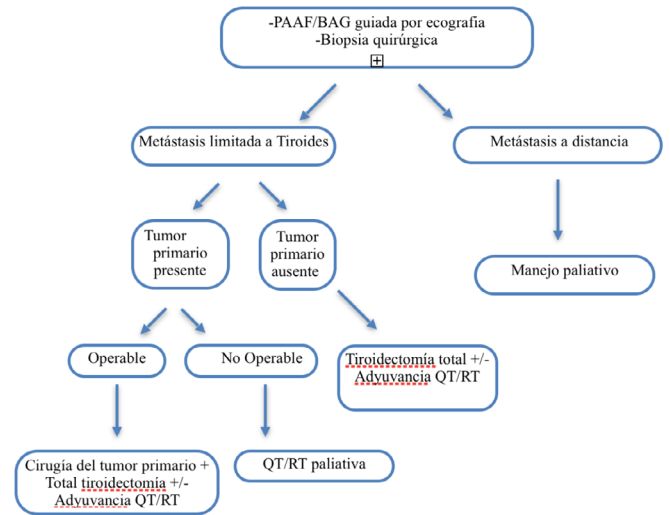 -PAAF/BAG guiada por ecografia
-Biopsia quirúrgica
+
Metástasis limitada a Tiroides
Metástasis a distancia
Tumor
primario
presente
Tumor
primario
ausente
Manejo paliativo
Operable
No Operable
Tiroidectomía total +/-
Adyuvancia QT/RT
Cirugía del tumor primario +
Total tiroidectomía +/-
Adyuvancia QT/RT
QT/RT paliativa